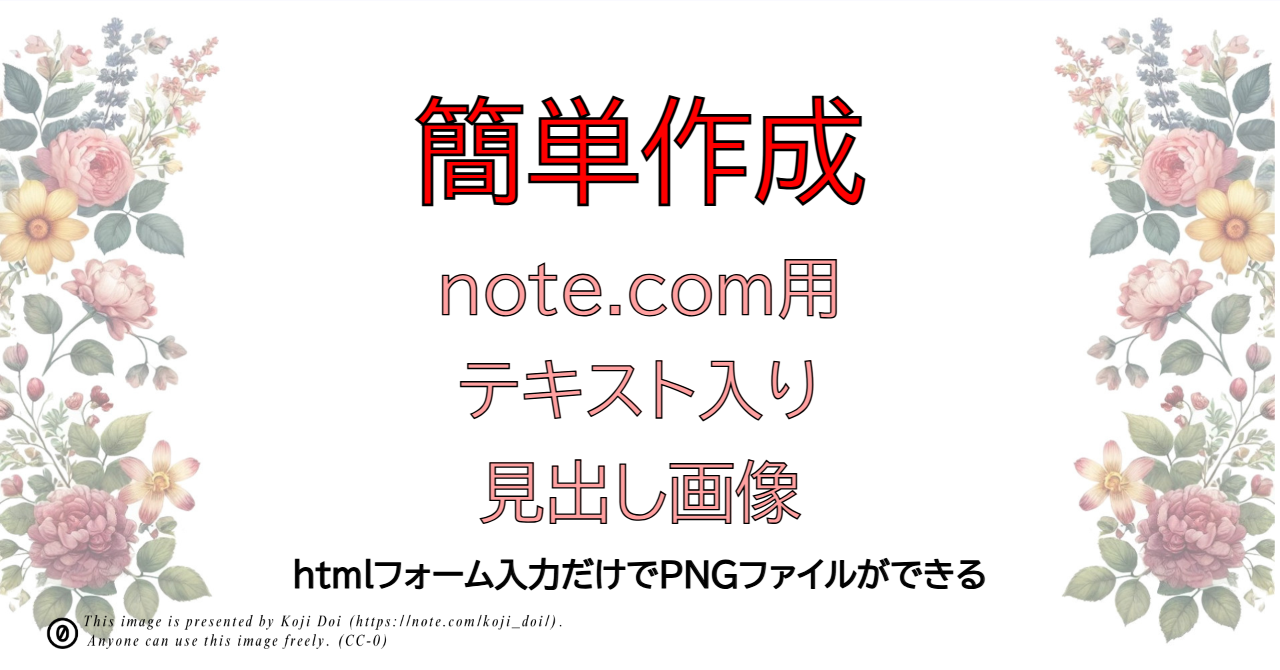 簡単作成
note.com用
テキスト入り
見出し画像
htmlフォーム入力だけでPNGファイルができる
This image is presented by Koji Doi (https://note.com/koji_doi/).
0 Anyone can use this image freely. (CC-0)